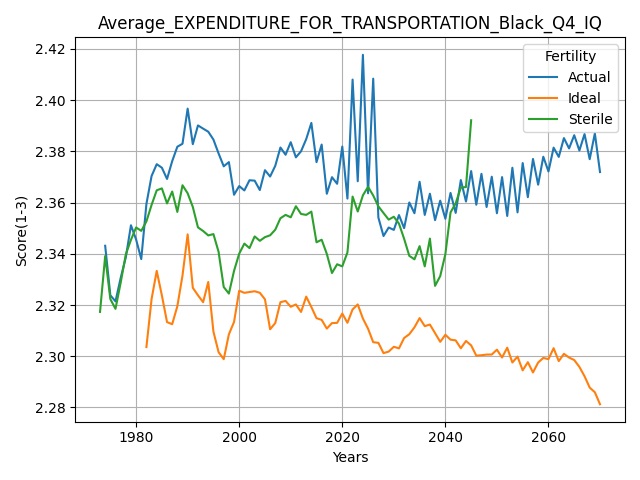 Average_EXPENDITURE_FOR_TRANSPORTATION_Black_Q4_IQ
2.42
2.40
2.38
2.36
2.34
2.32
2.30
2.28
Score(1-3)
Fertility
Actual
Ideal
Sterile
1980
2000
2020
2040
2060
Years